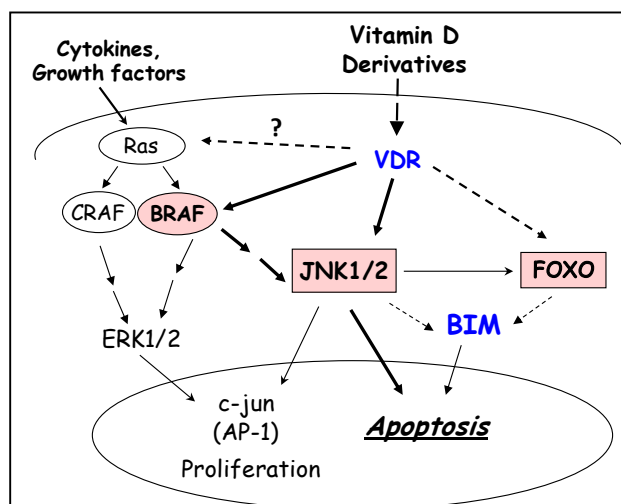 Cytokines,
Growth factors
Vitamin D
Derivatives
?
Ras
VDR
CRAF
BRAF
JNK1/2
FOXO
ERK1/2
BIM
c-jun
(AP-1)
Apoptosis
Proliferation